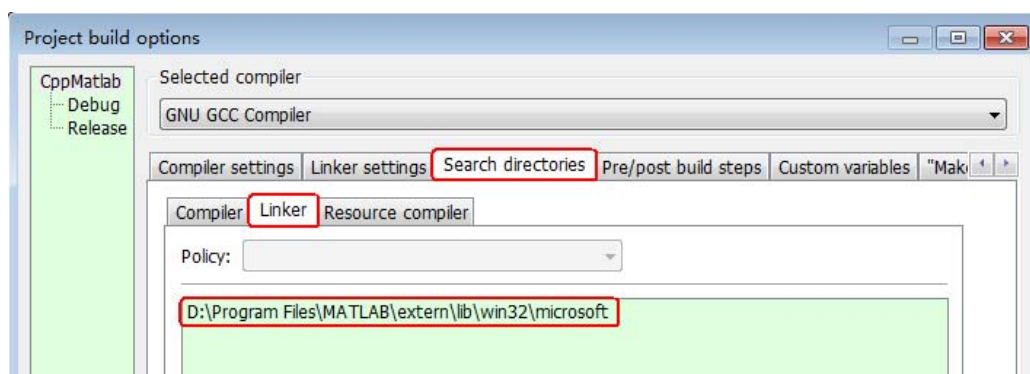 Project build options
CppMatlab
Debug
Release
Selected compiler
GNU GCC Compiler
Compiler settings Linker settings Search directories Pre/post build steps Custom variables "Mak
Compiler Linker Resource compiler
Policy:
D:\Program Files\MATLAB\extern\lib\win32\microsoft